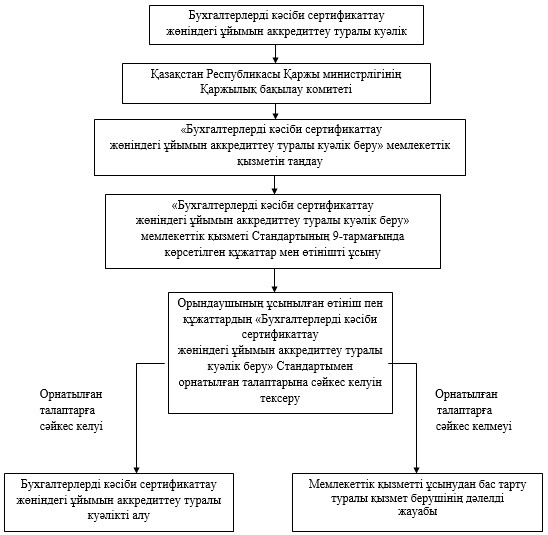 Бухгалтерлерді кәсіби сертификаттау
жөніндегі ұйымын аккредиттеу туралы куәлік
Қазақстан Республикасы Қаржы министрлігінің
Қаржылық бақылау комитеті
«Бухгалтерлерді кәсіби сертификаттау
жөніндегі ұйымын аккредиттеу туралы куәлік беру» мемлекеттік
қызметін таңдау
«Бухгалтерлерді кәсіби сертификаттау
жөніндегі ұйымын аккредиттеу туралы куәлік беру»
мемлекеттік қызметі Стандартының 9-тармағында
көрсетілген құжаттар мен өтінішті ұсыну
Орындаушының ұсынылған өтініш пен
құжаттардың «Бухгалтерлерді кәсіби
сертификаттау
жөніндегі ұйымын аккредиттеу туралы
куәлік беру» Стандартымен
орнатылған талаптарына сәйкес келуін
тексеру
Орнатылған
талаптарға
сәйкес келуі
Орнатылған
талаптарға
сәйкес келмеуі
Бухгалтерлерді кәсіби сертификаттау
жөніндегі ұйымын аккредиттеу туралы
куәлікті алу
Мемлекеттік қызметті ұсынудан бас тарту
туралы қызмет берушінің дәлелді
жауабы